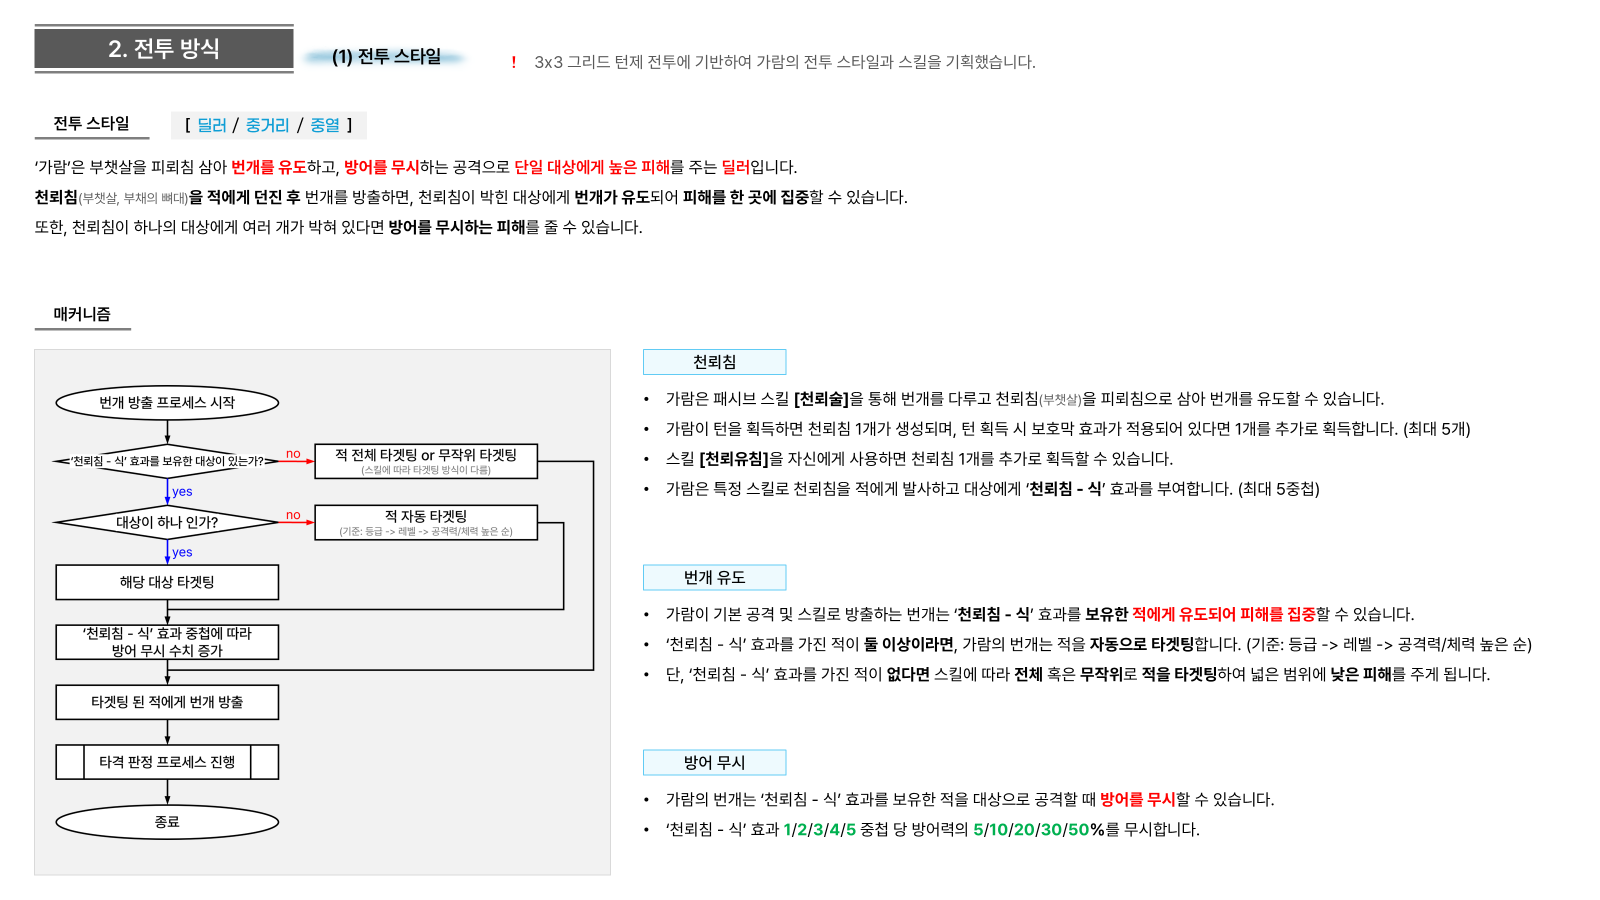 2. 전투 방식
(1) 전투 스타일
! 3x3 그리드 턴제 전투에 기반하여 가람의 전투 스타일과 스킬을 기획했습니다.
전투 스타일
[ 딜러 / 중거리 / 중열 ]
‘가람’은 부챗살을 피뢰침 삼아 번개를 유도하고, 방어를 무시하는 공격으로 단일 대상에게 높은 피해를 주는 딜러입니다.
천뢰침(부챗살, 부채의 뼈대)을 적에게 던진 후 번개를 방출하면, 천뢰침이 박힌 대상에게 번개가 유도되어 피해를 한 곳에 집중할 수 있습니다.
또한, 천뢰침이 하나의 대상에게 여러 개가 박혀 있다면 방어를 무시하는 피해를 줄 수 있습니다.
매커니즘
번개 방출 프로세스 시작
‘천뢰침 - 식’ 효과를 보유한 대상이 있는가?
no
적 전체 타겟팅 or 무작위 타겟팅
(스킬에 따라 타겟팅 방식이 다름)
yes
대상이 하나 인가?
no
적 자동 타겟팅
(기준: 등급 -> 레벨 -> 공격력/체력 높은 순)
yes
해당 대상 타겟팅
‘천뢰침 - 식’ 효과 중첩에 따라
방어 무시 수치 증가
타겟팅 된 적에게 번개 방출
타격 판정 프로세스 진행
종료
천뢰침
• 가람은 패시브 스킬 [천뢰술]을 통해 번개를 다루고 천뢰침(부챗살)을 피뢰침으로 삼아 번개를 유도할 수 있습니다.
• 가람이 턴을 획득하면 천뢰침 1개가 생성되며, 턴 획득 시 보호막 효과가 적용되어 있다면 1개를 추가로 획득합니다. (최대 5개)
• 스킬 [천뢰유침]을 자신에게 사용하면 천뢰침 1개를 추가로 획득할 수 있습니다.
• 가람은 특정 스킬로 천뢰침을 적에게 발사하고 대상에게 ‘천뢰침 - 식’ 효과를 부여합니다. (최대 5중첩)
번개 유도
• 가람이 기본 공격 및 스킬로 방출하는 번개는 ‘천뢰침 - 식’ 효과를 보유한 적에게 유도되어 피해를 집중할 수 있습니다.
• ‘천뢰침 - 식’ 효과를 가진 적이 둘 이상이라면, 가람의 번개는 적을 자동으로 타겟팅합니다. (기준: 등급 -> 레벨 -> 공격력/체력 높은 순)
• 단, ‘천뢰침 - 식’ 효과를 가진 적이 없다면 스킬에 따라 전체 혹은 무작위로 적을 타겟팅하여 넓은 범위에 낮은 피해를 주게 됩니다.
방어 무시
• 가람의 번개는 ‘천뢰침 - 식’ 효과를 보유한 적을 대상으로 공격할 때 방어를 무시할 수 있습니다.
• ‘천뢰침 - 식’ 효과 1/2/3/4/5 중첩 당 방어력의 5/10/20/30/50%를 무시합니다.